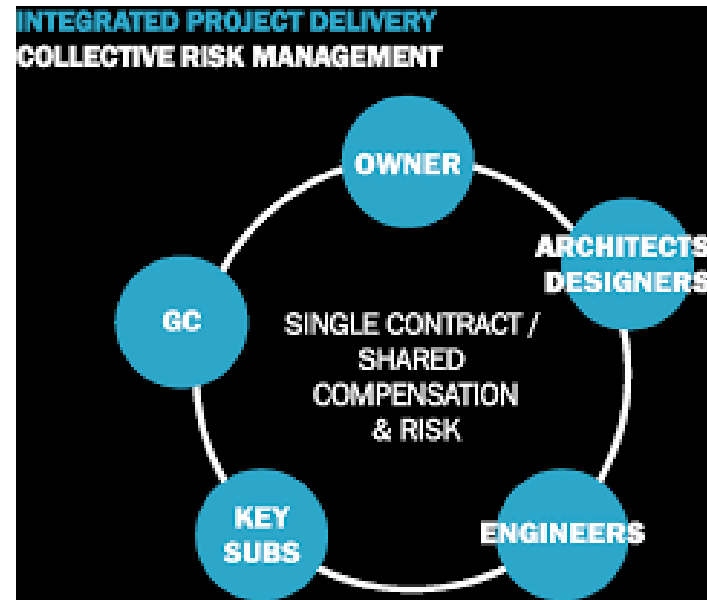 INTEGRATED PROJECT DELIVERY
COLLECTIVE RISK MANAGEMENT
OWNER
ARCHITECTS
DESIGNERS
GC
SINGLE CONTRACT /
SHARED
COMPENSATION
& RISK
KEY
SUBS
ENGINEERS